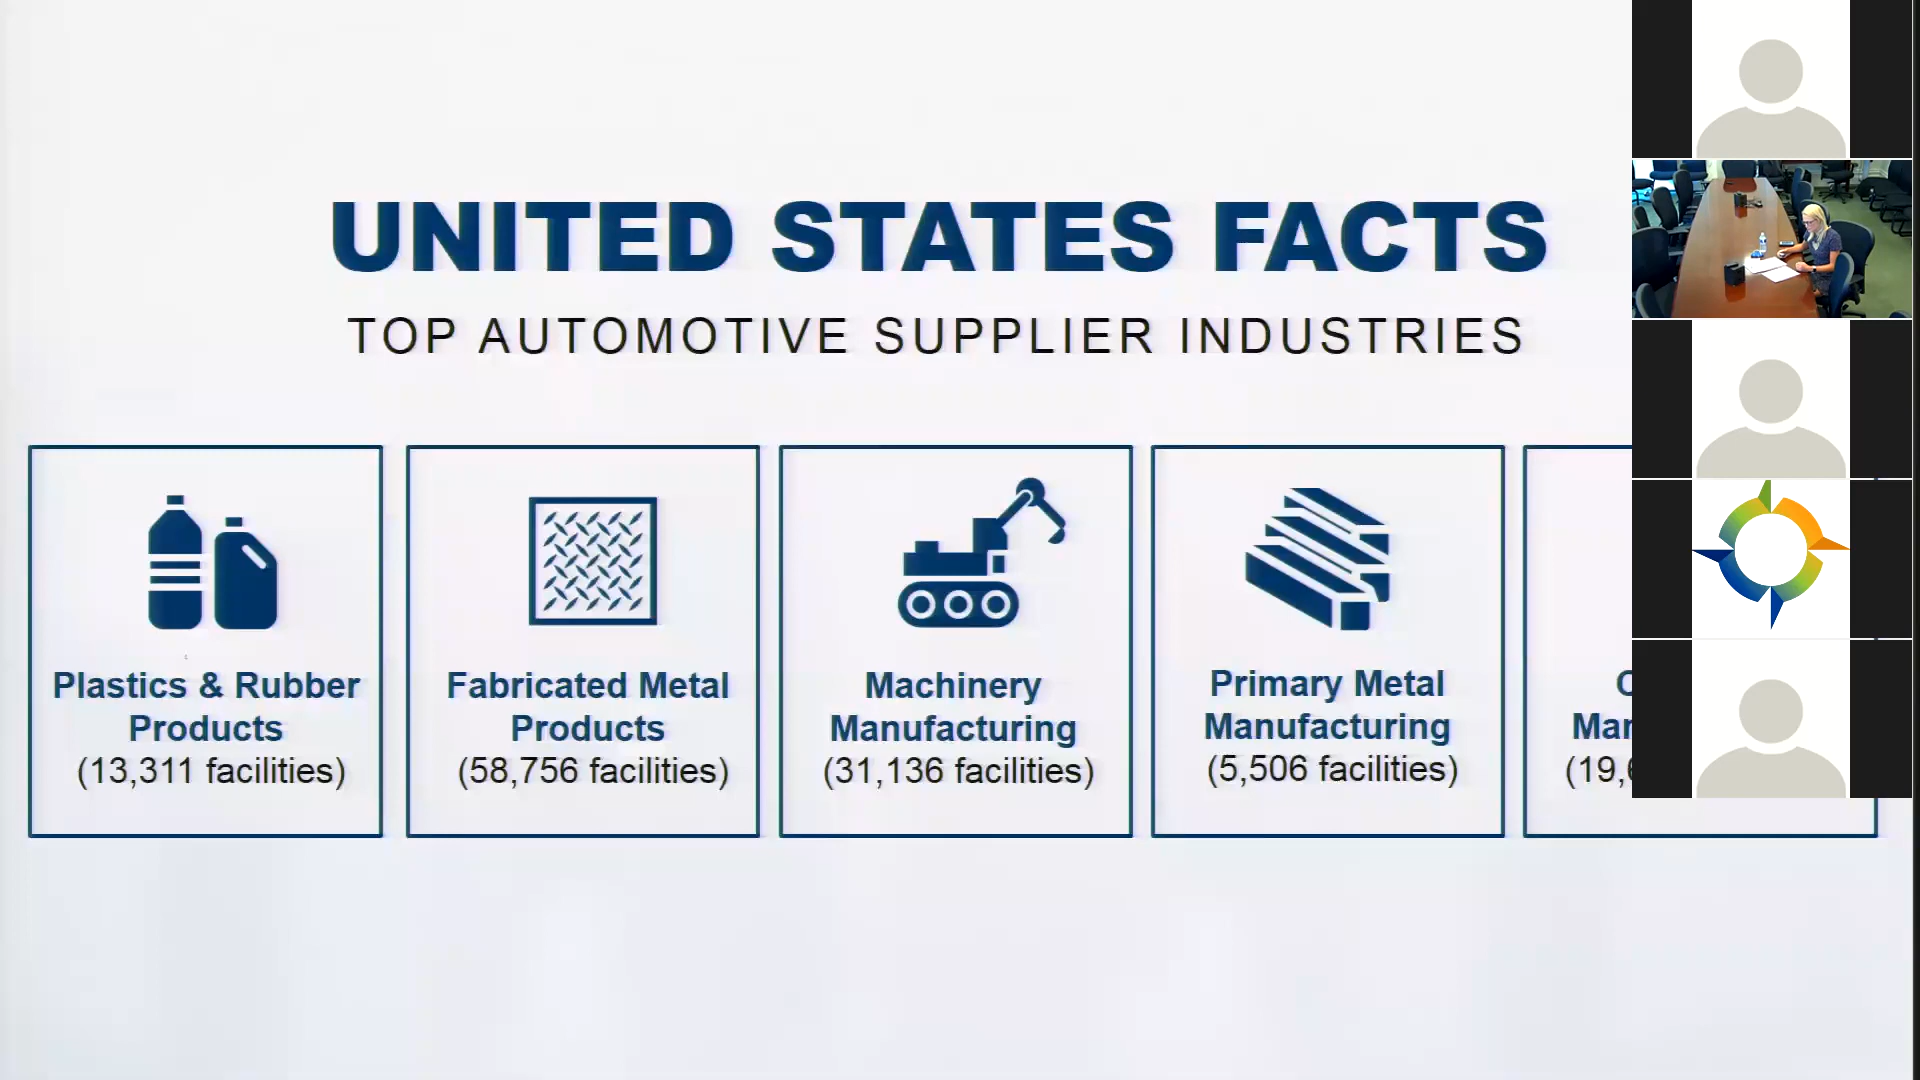 UNITED STATES FACTS
TOP AUTOMOTIVE SUPPLIER INDUSTRIES
Plastics & Rubber
Products
(13,311 facilities)
Fabricated Metal
Products
(58,756 facilities)
Machinery
Manufacturing
(31,136 facilities)
Primary Metal
Manufacturing
(5,506 facilities)